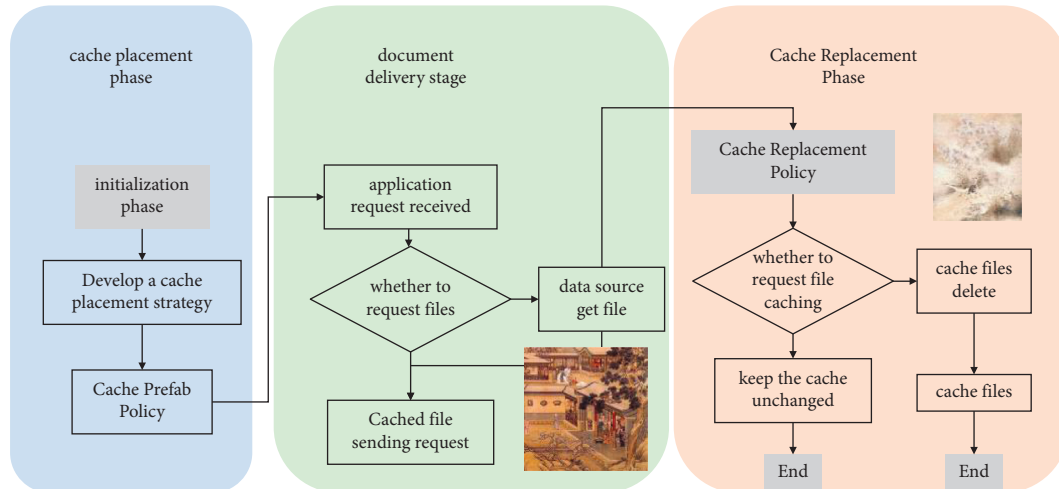 cache placement
phase
initialization
phase
Develop a cache
placement strategy
Cache Prefab
Policy
document
delivery stage
application
request received
whether to
request files
data source
get file
Cached file
sending request
Cache Replacement
Phase
Cache Replacement
Policy
whether to
request file
caching
cache files
delete
keep the cache
unchanged
cache files
End
End